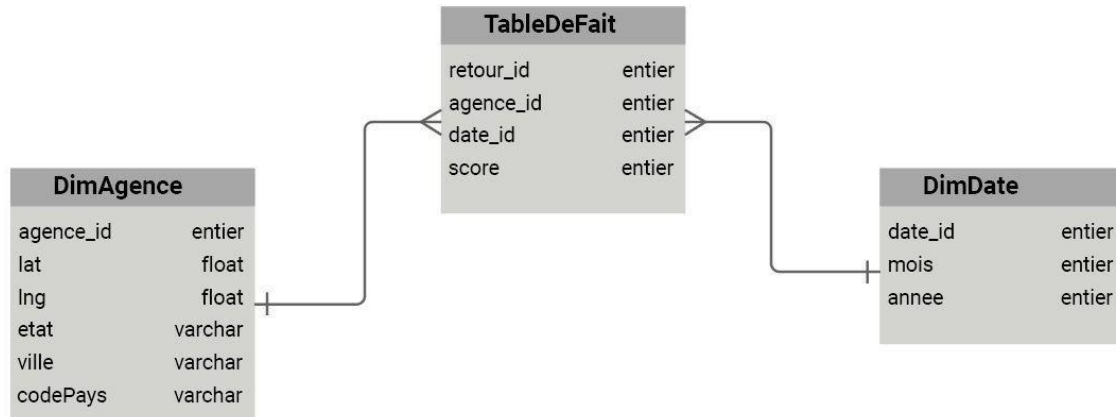 TableDeFait
retour_id entier
agence_id entier
date_id entier
score entier
DimAgence
agence_id entier
lat float
lng float
etat varchar
ville varchar
codePays varchar
DimDate
date_id entier
mois entier
annee entier